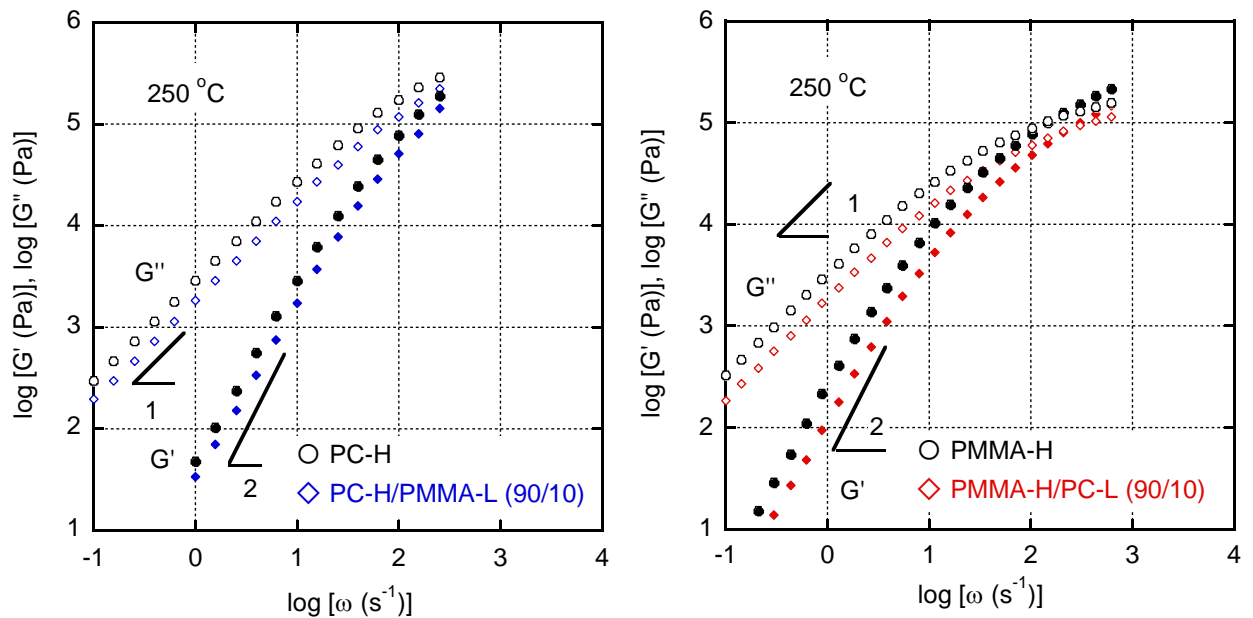 6
5
4
3
2
1
-1 0 1 2 3 4
log [G' (Pa)], log [G'' (Pa)]
log [ω (s-1)]
250 oC
G''
1
G'
2
PC-H
PC-H/PMMA-L (90/10)
6
5
4
3
2
1
-1 0 1 2 3 4
log [G' (Pa)], log [G'' (Pa)]
log [ω (s-1)]
250 oC
1
G''
2
G'
PMMA-H
PMMA-H/PC-L (90/10)